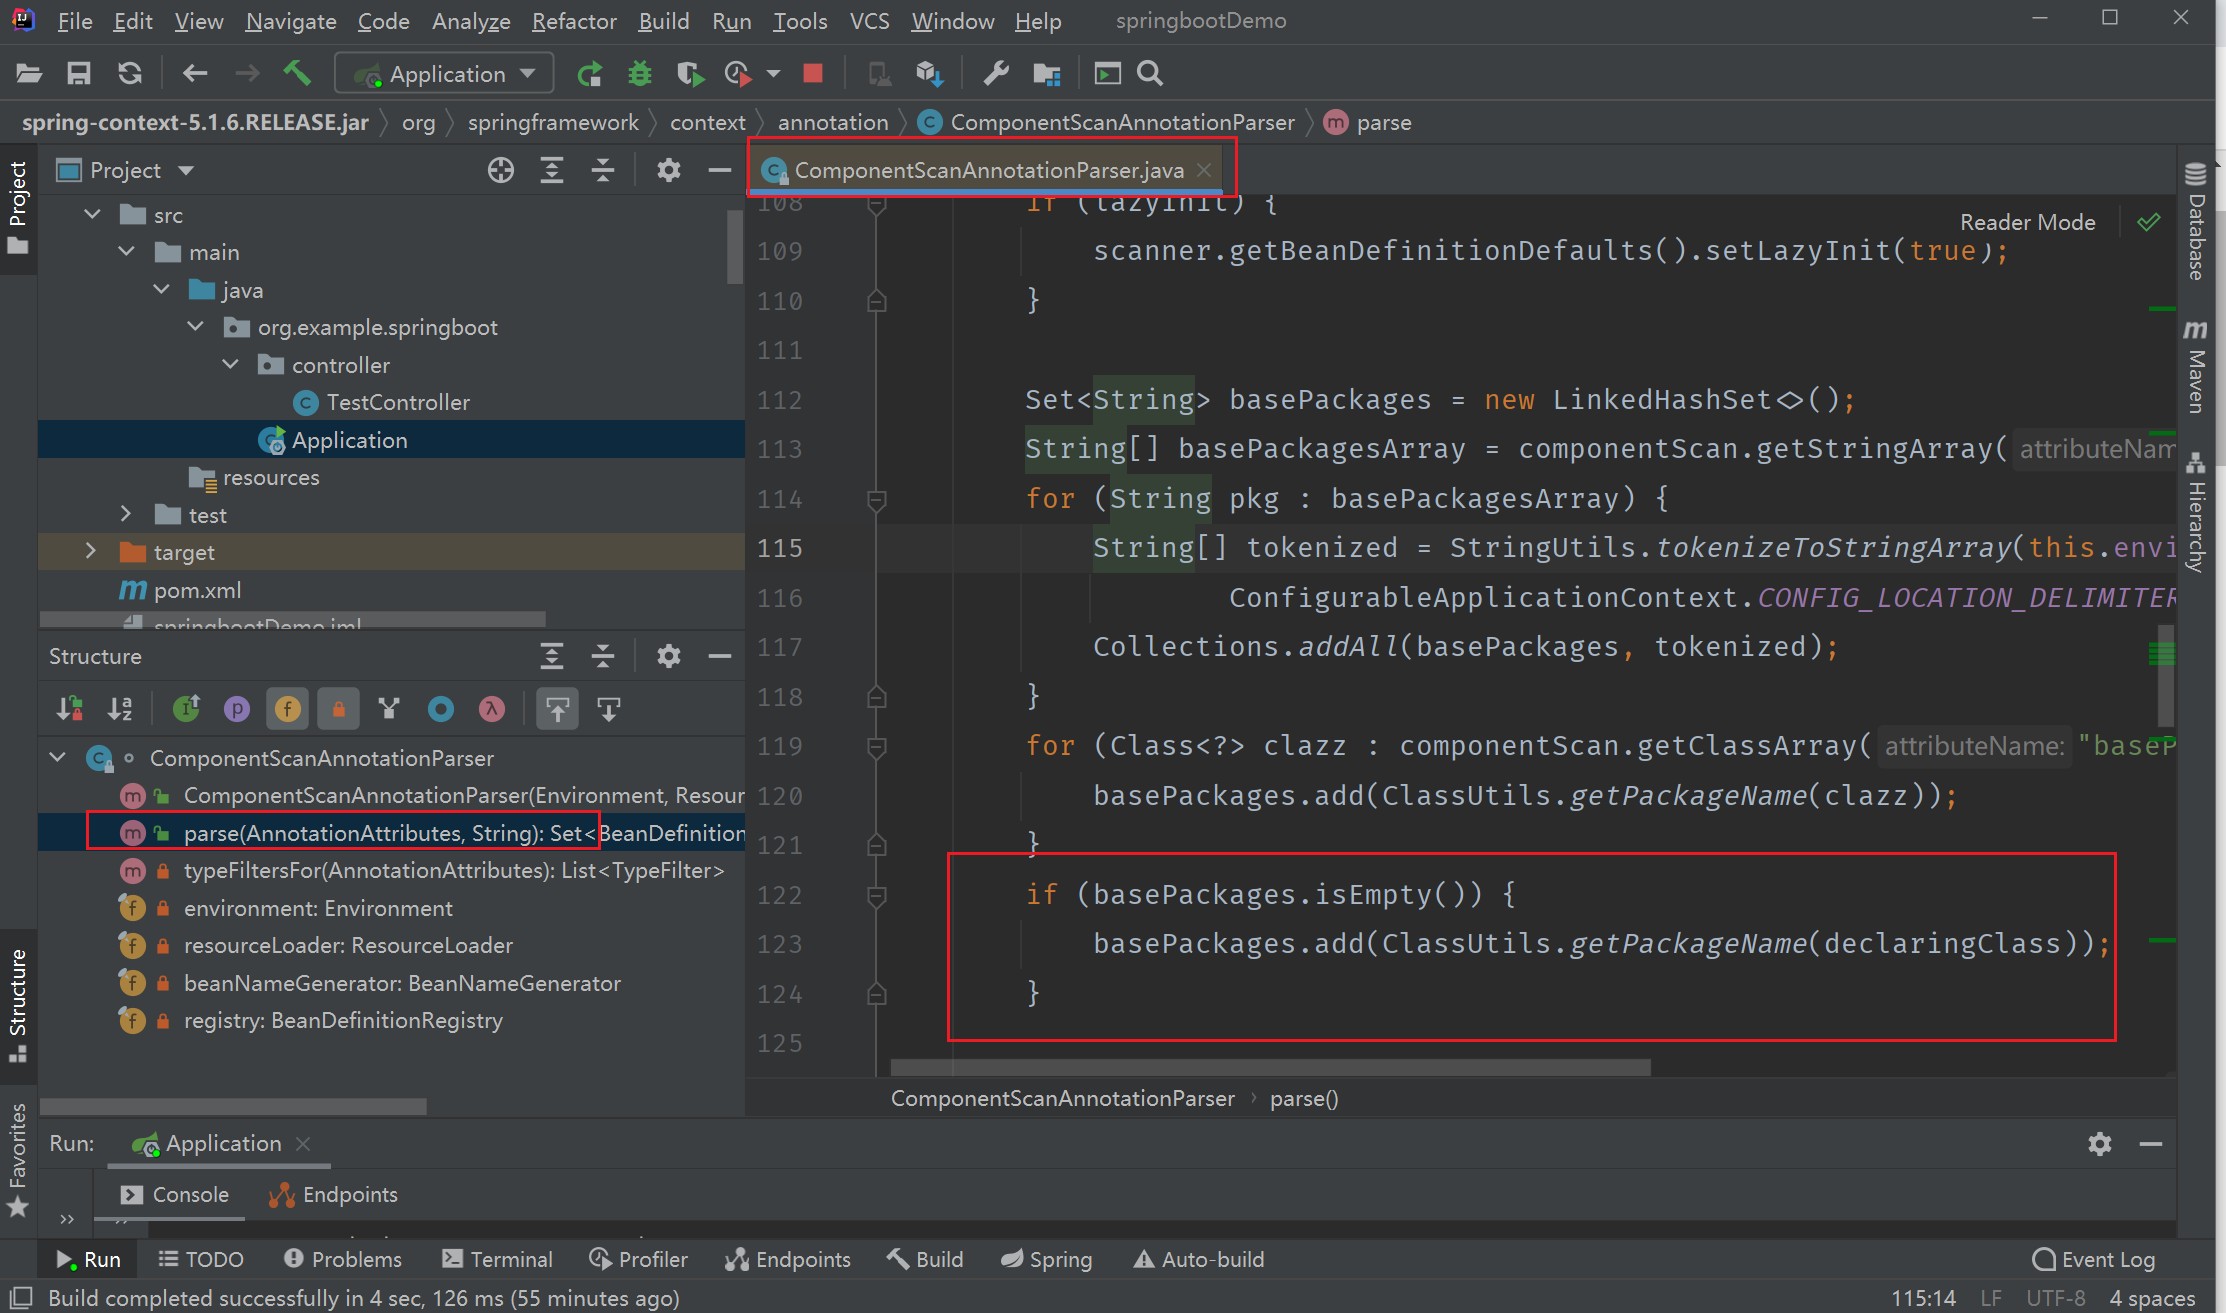 File Edit View Navigate Code Analyze Refactor Build Run Tools VCS Window Help springbootDemo
Application
spring-context-5.1.6.RELEASE.jar org springframework context annotation ComponentScanAnnotationParser parse
Project
ComponentScanAnnotationParser.java
Project
src
main
java
org.example.springboot
controller
TestController
Application
resources
test
target
pom.xml
springbootDemo.iml
Structure
ComponentScanAnnotationParser
ComponentScanAnnotationParser(Environment, Resour
parse(AnnotationAttributes, String): Set<BeanDefinition
typeFiltersFor(AnnotationAttributes): List<TypeFilter>
environment: Environment
resourceLoader: ResourceLoader
beanNameGenerator: BeanNameGenerator
registry: BeanDefinitionRegistry
Structure
Favorites
Reader Mode
108 if (lazyInit) {
109 scanner.getBeanDefinitionDefaults().setLazyInit(true);
110 }
111
112 Set<String> basePackages = new LinkedHashSet<>();
113 String[] basePackagesArray = componentScan.getStringArray( attributeNam
114 for (String pkg : basePackagesArray) {
115 String[] tokenized = StringUtils.tokenizeToStringArray(this.envi
116 ConfigurableApplicationContext.CONFIG_LOCATION_DELIMITER
117 Collections.addAll(basePackages, tokenized);
118 }
119 for (Class<?> clazz : componentScan.getClassArray( attributeName: "baseP
120 basePackages.add(ClassUtils.getPackageName(clazz));
121 }
122 if (basePackages.isEmpty()) {
123 basePackages.add(ClassUtils.getPackageName(declaringClass));
124 }
125
ComponentScanAnnotationParser › parse()
Database
Maven
Hierarchy
Run: Application
Console Endpoints
Run TODO Problems Terminal Profiler Endpoints Build Spring Auto-build Event Log
Build completed successfully in 4 sec, 126 ms (55 minutes ago) 115:14 LF UTF-8 4 spaces